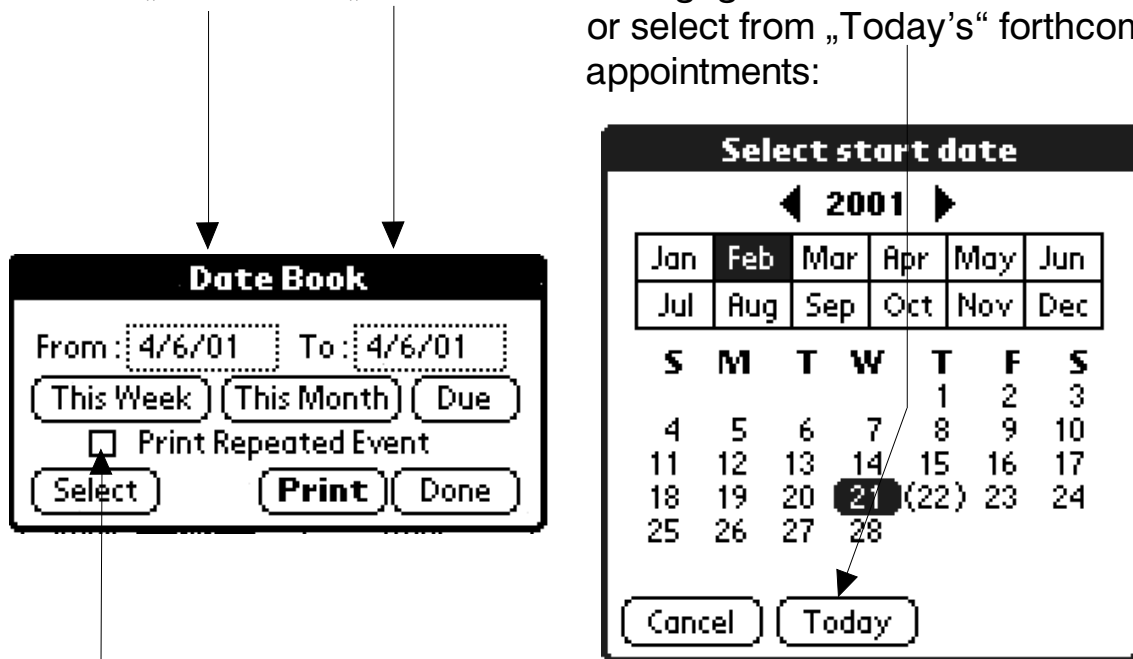 or select from „Today's“ forthcom
appointments:
Date Book
From : 4/6/01 To : 4/6/01
This Week This Month Due
Print Repeated Event
Select Print Done
Select start date
2001
Jan Feb Mar Apr May Jun
Jul Aug Sep Oct Nov Dec
S M T W T F S
1 2 3
4 5 6 7 8 9 10
11 12 13 14 15 16 17
18 19 20 21 (22) 23 24
25 26 27 28
Cancel Today